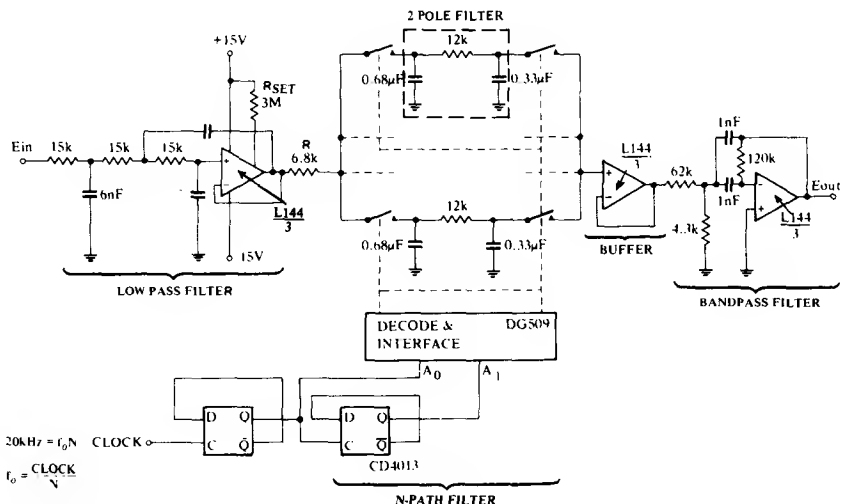 2 POLE FILTER
12k
0.68µF
0.33µF
+15V
RSET
3M
Ein
15k
15k
15k
6nF
+
−
L144
3
15V
R
6.8k
LOW PASS FILTER
12k
0.68µF
0.33µF
+
−
L144
3
BUFFER
62k
4.3k
1nF
120k
1nF
−
+
L144
3
Eout
BANDPASS FILTER
DECODE & INTERFACE
DG509
A0
A1
D Q
C Q̅
D Q
C Q̅
CD4013
20kHz = foN
CLOCK
fo = CLOCK
N
N-PATH FILTER